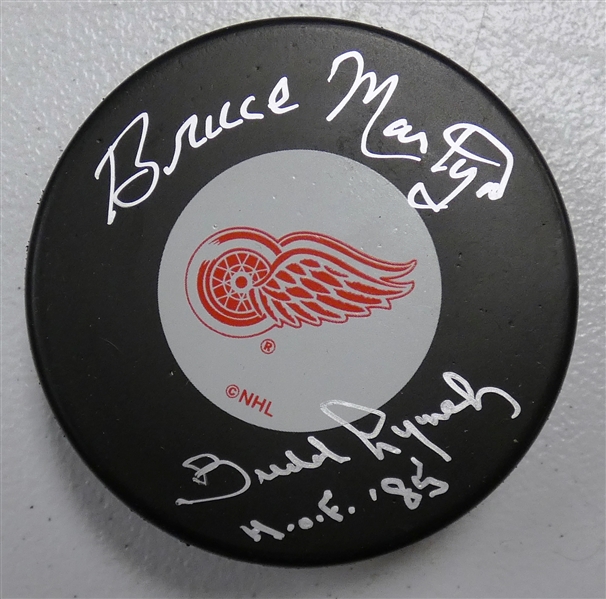 Bruce Martyn
®
©NHL
Budd Lynch
H.O.F. '85